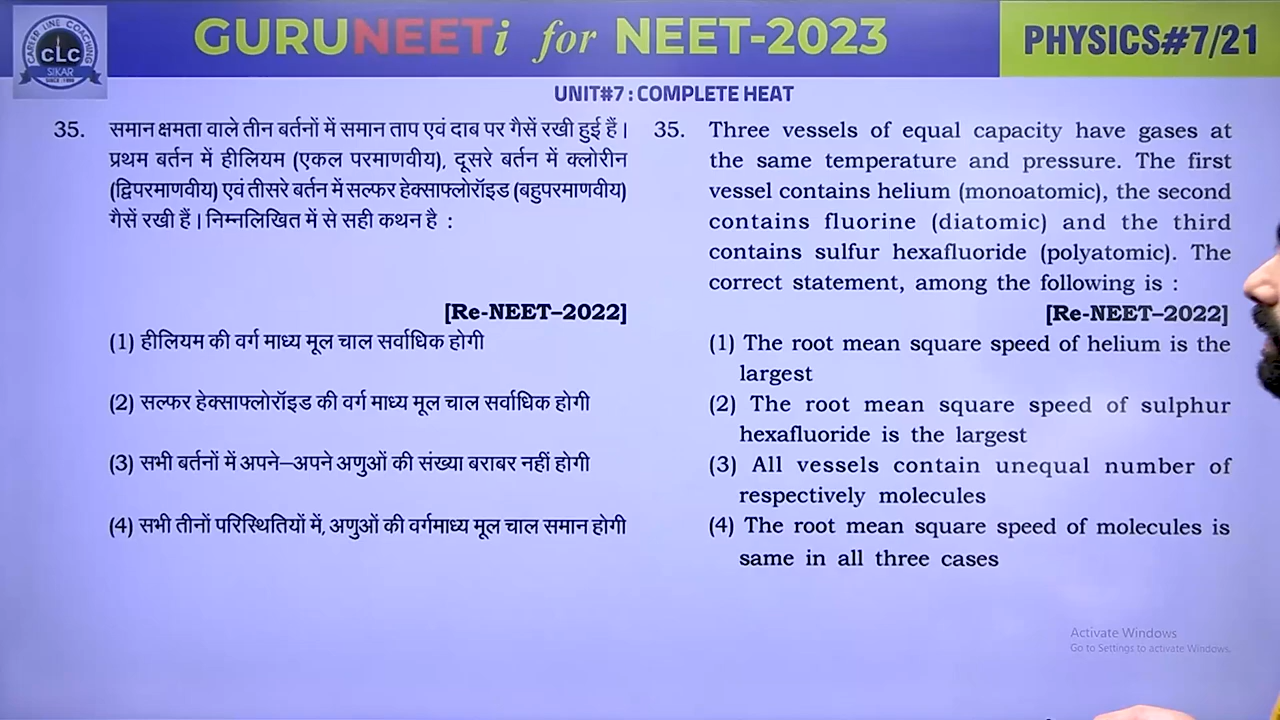 CAREER LINE COACHING
CLC
SIKAR
SINCE : 1996
GURUNEETi for NEET-2023
PHYSICS#7/21
UNIT#7 : COMPLETE HEAT
35. समान क्षमता वाले तीन बर्तनों में समान ताप एवं दाब पर गैसें रखी हुई हैं।
प्रथम बर्तन में हीलियम (एकल परमाणवीय), दूसरे बर्तन में क्लोरीन
(द्विपरमाणवीय) एवं तीसरे बर्तन में सल्फर हेक्साफ्लोरॉइड (बहुपरमाणवीय)
गैसें रखी हैं। निम्नलिखित में से सही कथन है :
[Re-NEET–2022]
(1) हीलियम की वर्ग माध्य मूल चाल सर्वाधिक होगी
(2) सल्फर हेक्साफ्लोरॉइड की वर्ग माध्य मूल चाल सर्वाधिक होगी
(3) सभी बर्तनों में अपने–अपने अणुओं की संख्या बराबर नहीं होगी
(4) सभी तीनों परिस्थितियों में, अणुओं की वर्गमाध्य मूल चाल समान होगी
35. Three vessels of equal capacity have gases at
the same temperature and pressure. The first
vessel contains helium (monoatomic), the second
contains fluorine (diatomic) and the third
contains sulfur hexafluoride (polyatomic). The
correct statement, among the following is :
[Re-NEET–2022]
(1) The root mean square speed of helium is the
largest
(2) The root mean square speed of sulphur
hexafluoride is the largest
(3) All vessels contain unequal number of
respectively molecules
(4) The root mean square speed of molecules is
same in all three cases
Activate Windows
Go to Settings to activate Windows.